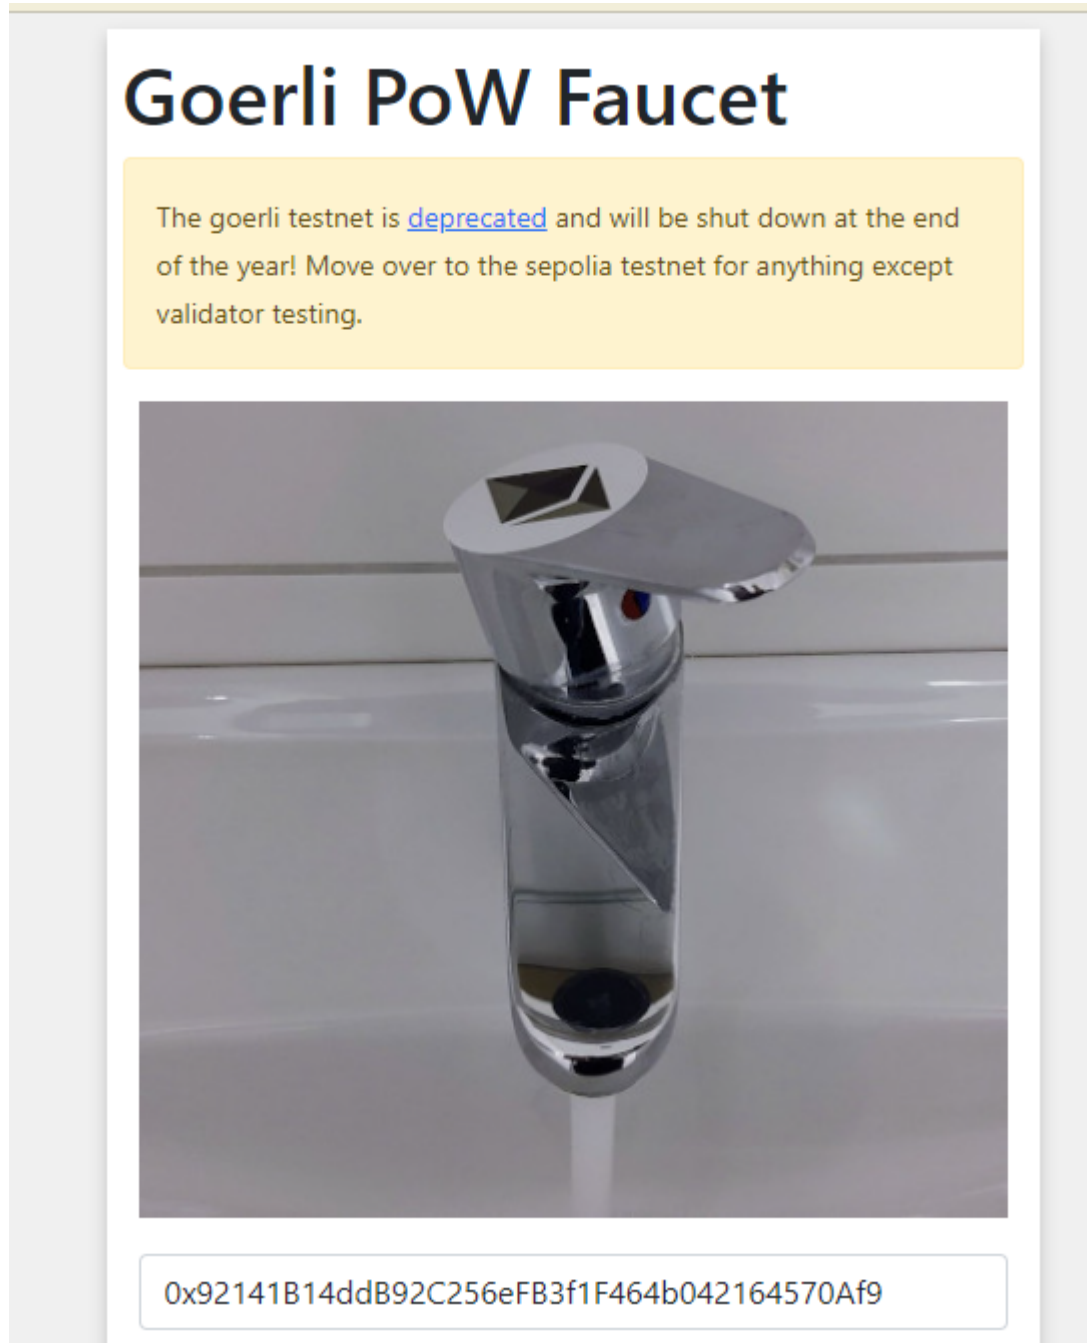 Goerli PoW Faucet
The goerli testnet is deprecated and will be shut down at the end
of the year! Move over to the sepolia testnet for anything except
validator testing.
0x92141B14ddB92C256eFB3f1F464b042164570Af9